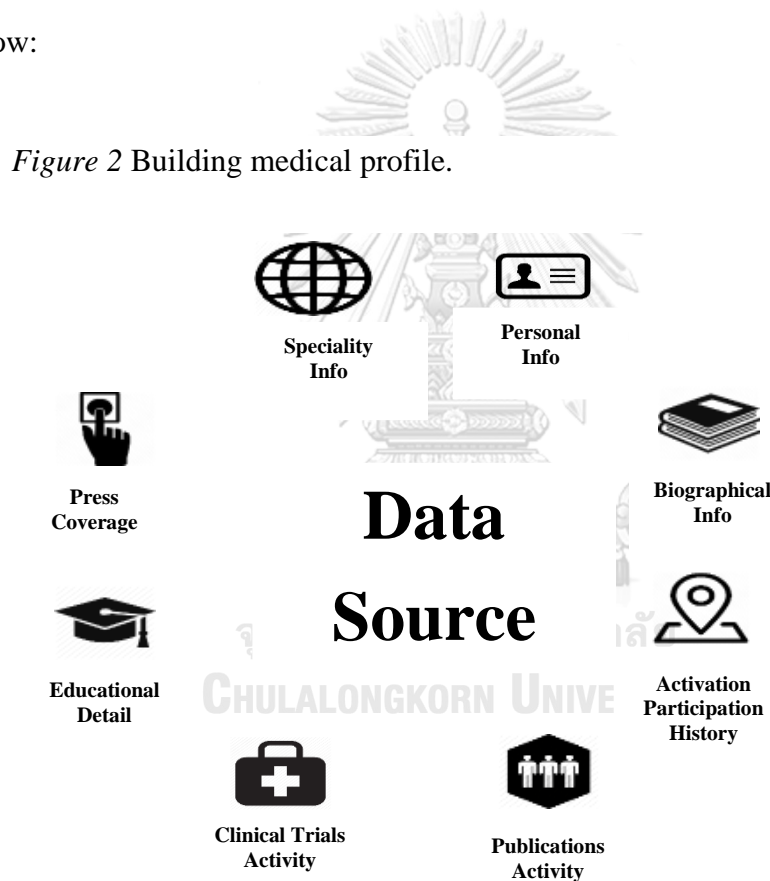 ow:
Figure 2 Building medical profile.
Speciality
Info
Personal
Info
Press
Coverage
Biographical
Info
Data
Source
Educational
Detail
CHULALONGKORN UNIVE
Activation
Participation
History
Clinical Trials
Activity
Publications
Activity